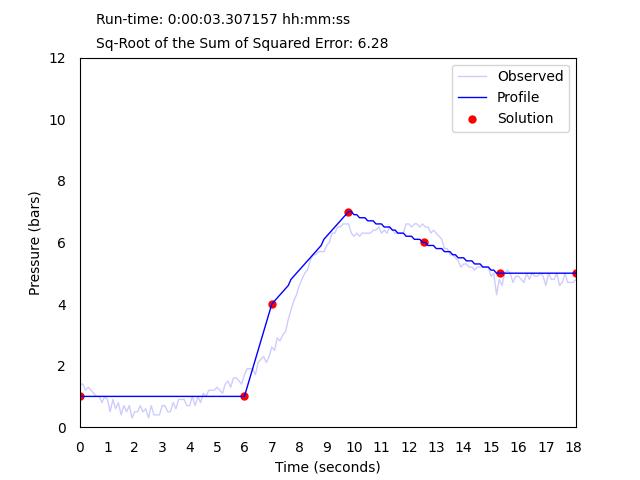 Run-time: 0:00:03.307157 hh:mm:ss
Sq-Root of the Sum of Squared Error: 6.28
Observed
Profile
Solution
12
10
8
6
4
2
0
Pressure (bars)
0 1 2 3 4 5 6 7 8 9 10 11 12 13 14 15 16 17 18
Time (seconds)